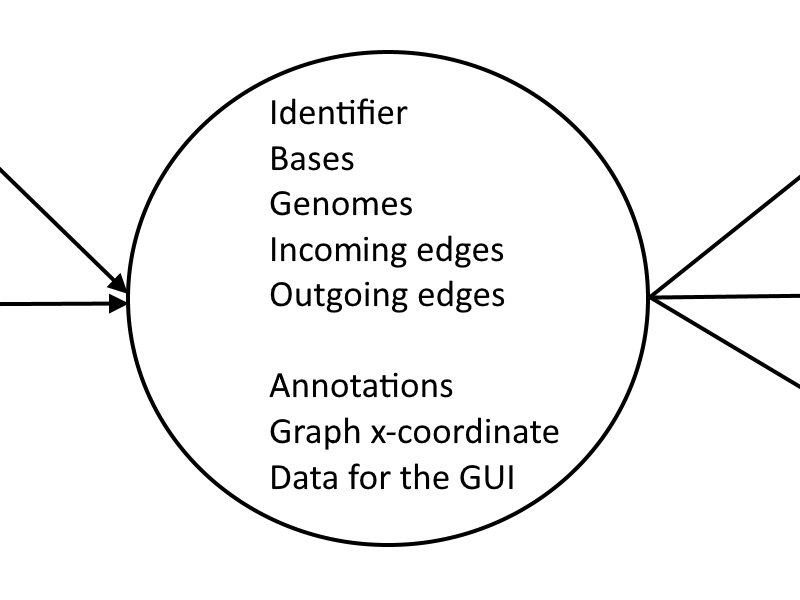 Identifier
Bases
Genomes
Incoming edges
Outgoing edges
Annotations
Graph x-coordinate
Data for the GUI